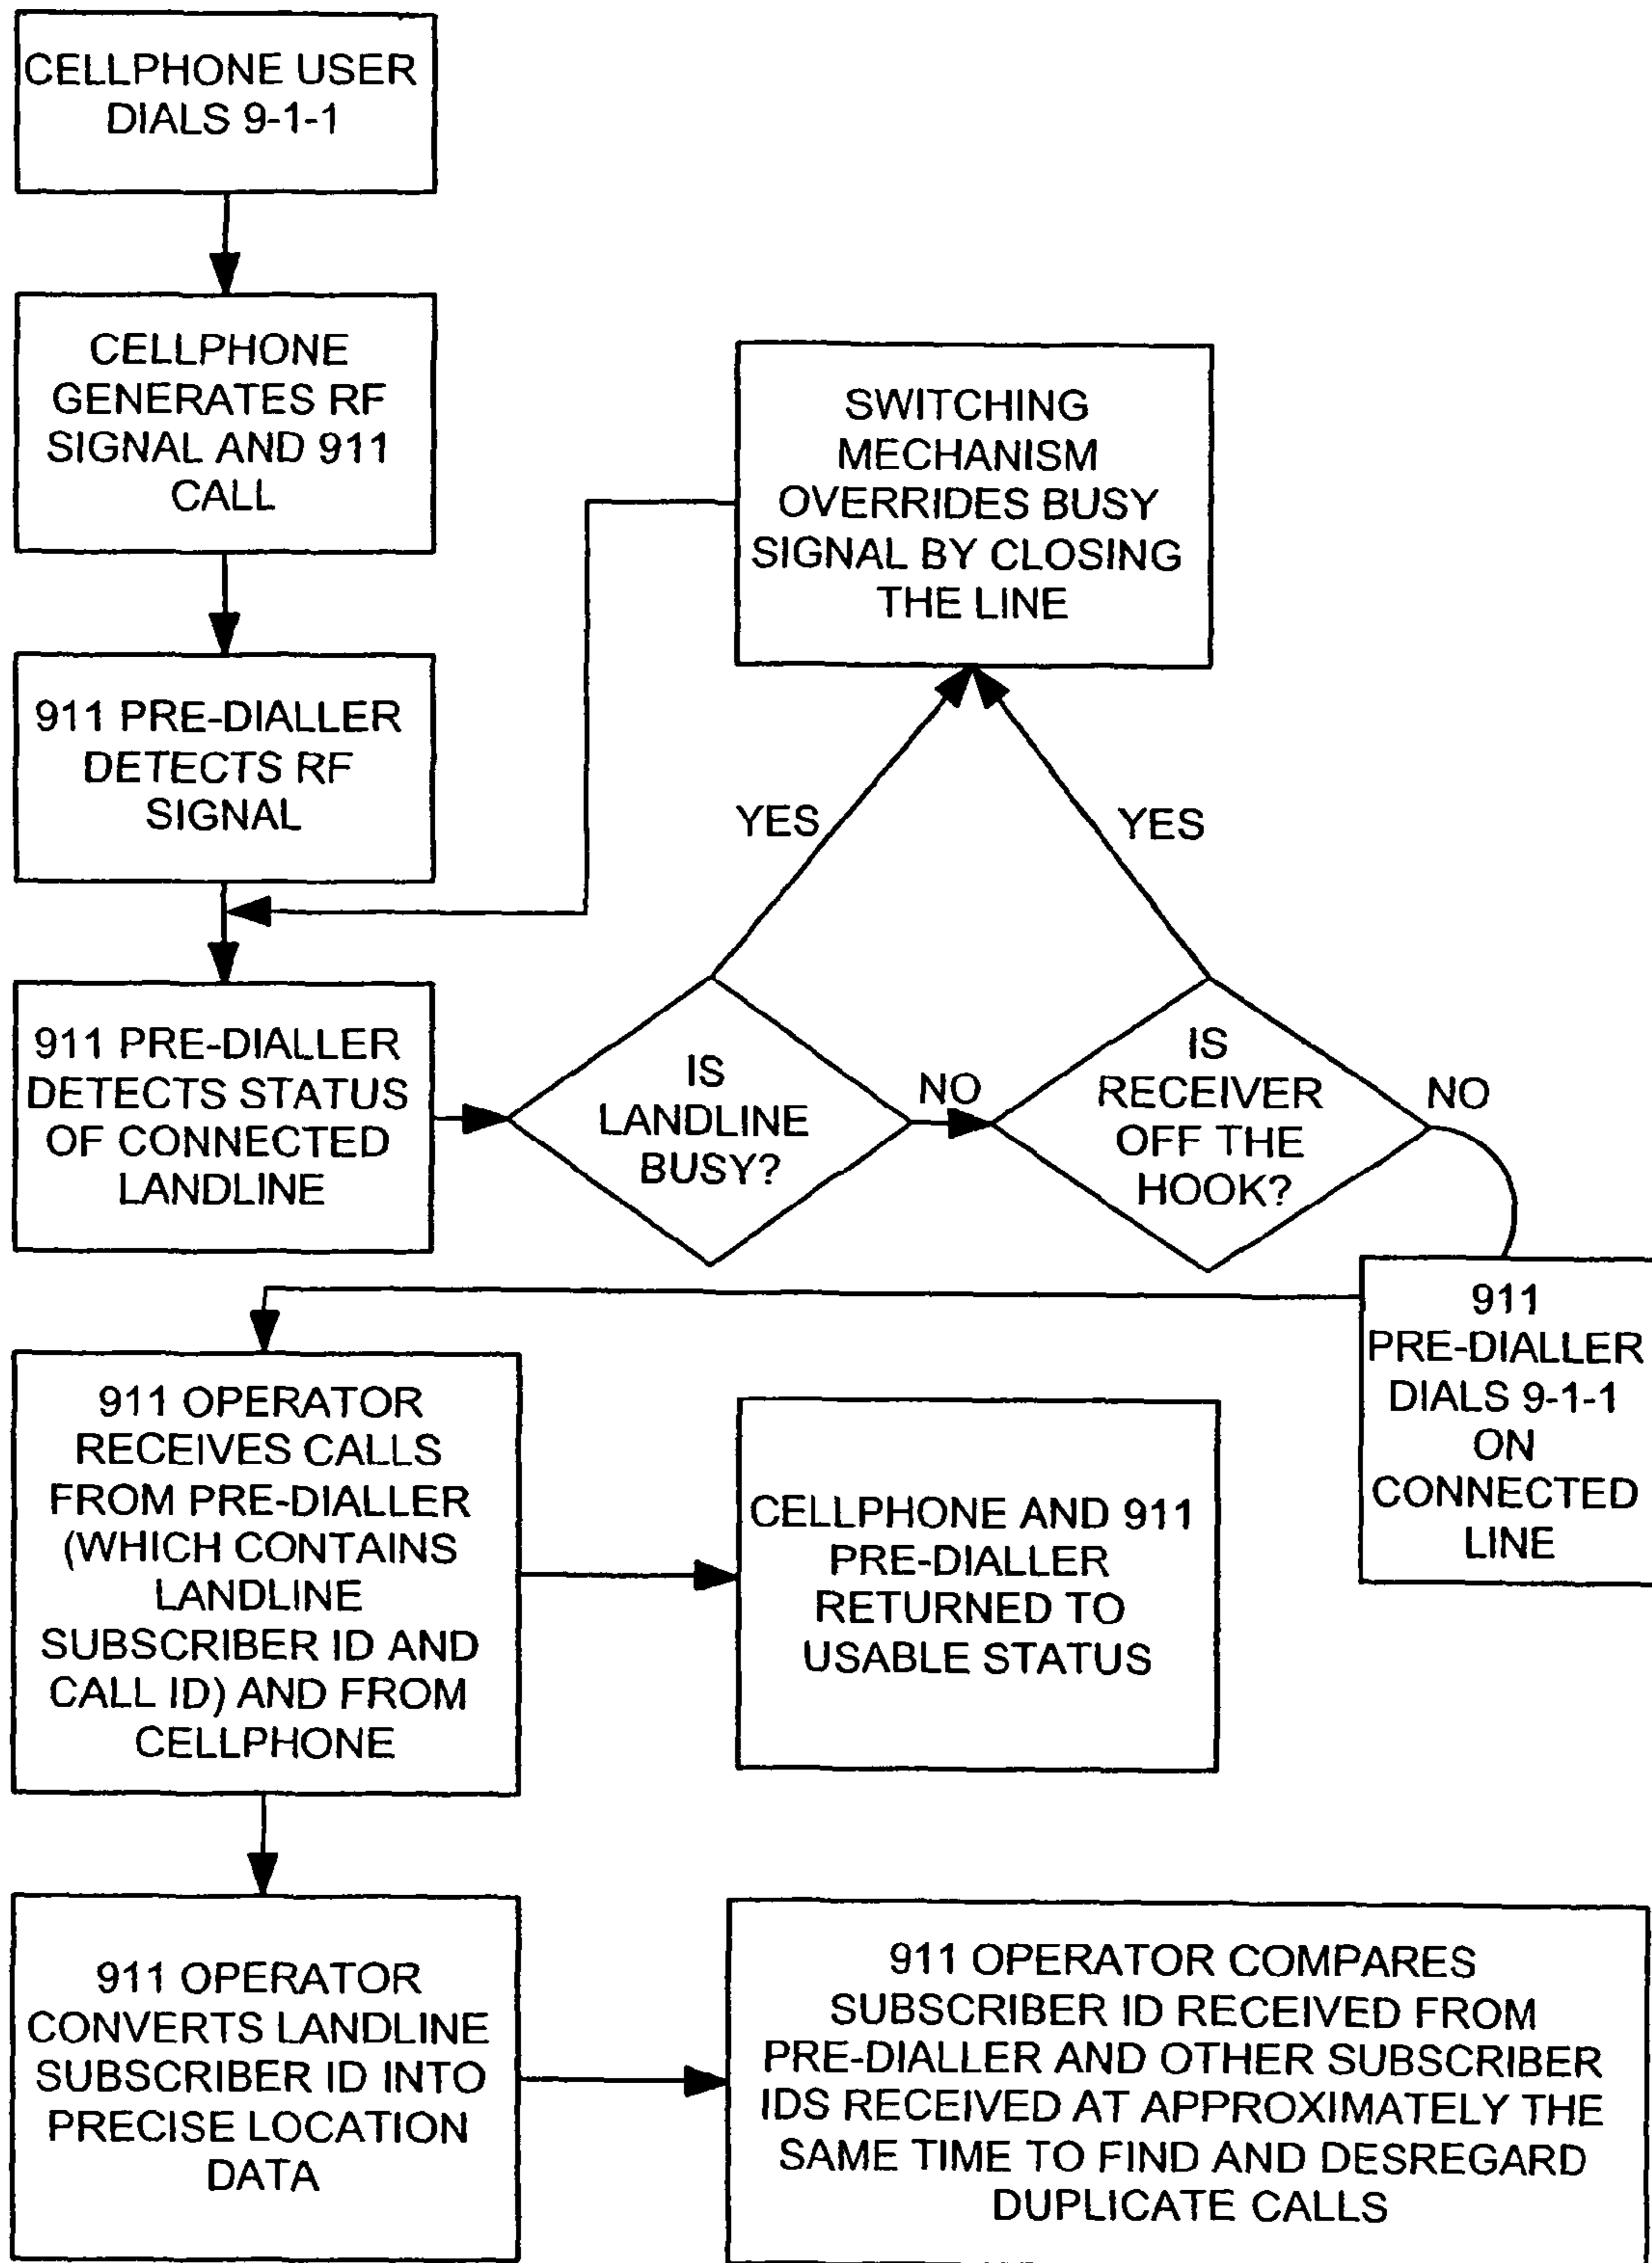 CELLPHONE USER
DIALS 9-1-1
CELLPHONE
GENERATES RF
SIGNAL AND 911
CALL
911 PRE-DIALLER
DETECTS RF
SIGNAL
SWITCHING
MECHANISM
OVERRIDES BUSY
SIGNAL BY CLOSING
THE LINE
YES
YES
911 PRE-DIALLER
DETECTS STATUS
OF CONNECTED
LANDLINE
IS
LANDLINE
BUSY?
NO
IS
RECEIVER
OFF THE
HOOK?
NO
911
PRE-DIALLER
DIALS 9-1-1
ON
CONNECTED
LINE
911 OPERATOR
RECEIVES CALLS
FROM PRE-DIALLER
(WHICH CONTAINS
LANDLINE
SUBSCRIBER ID AND
CALL ID) AND FROM
CELLPHONE
CELLPHONE AND 911
PRE-DIALLER
RETURNED TO
USABLE STATUS
911 OPERATOR
CONVERTS LANDLINE
SUBSCRIBER ID INTO
PRECISE LOCATION
DATA
911 OPERATOR COMPARES
SUBSCRIBER ID RECEIVED FROM
PRE-DIALLER AND OTHER SUBSCRIBER
IDS RECEIVED AT APPROXIMATELY THE
SAME TIME TO FIND AND DESREGARD
DUPLICATE CALLS